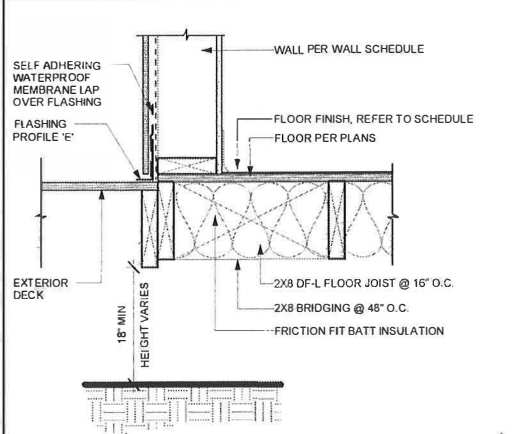 WALL PER WALL SCHEDULE
SELF ADHERING
WATERPROOF
MEMBRANE LAP
OVER FLASHING
FLASHING
PROFILE 'E'
FLOOR FINISH, REFER TO SCHEDULE
FLOOR PER PLANS
EXTERIOR
DECK
18" MIN
HEIGHT VARIES
2X8 DF-L FLOOR JOIST @ 16" O.C.
2X8 BRIDGING @ 48" O.C.
FRICTION FIT BATT INSULATION